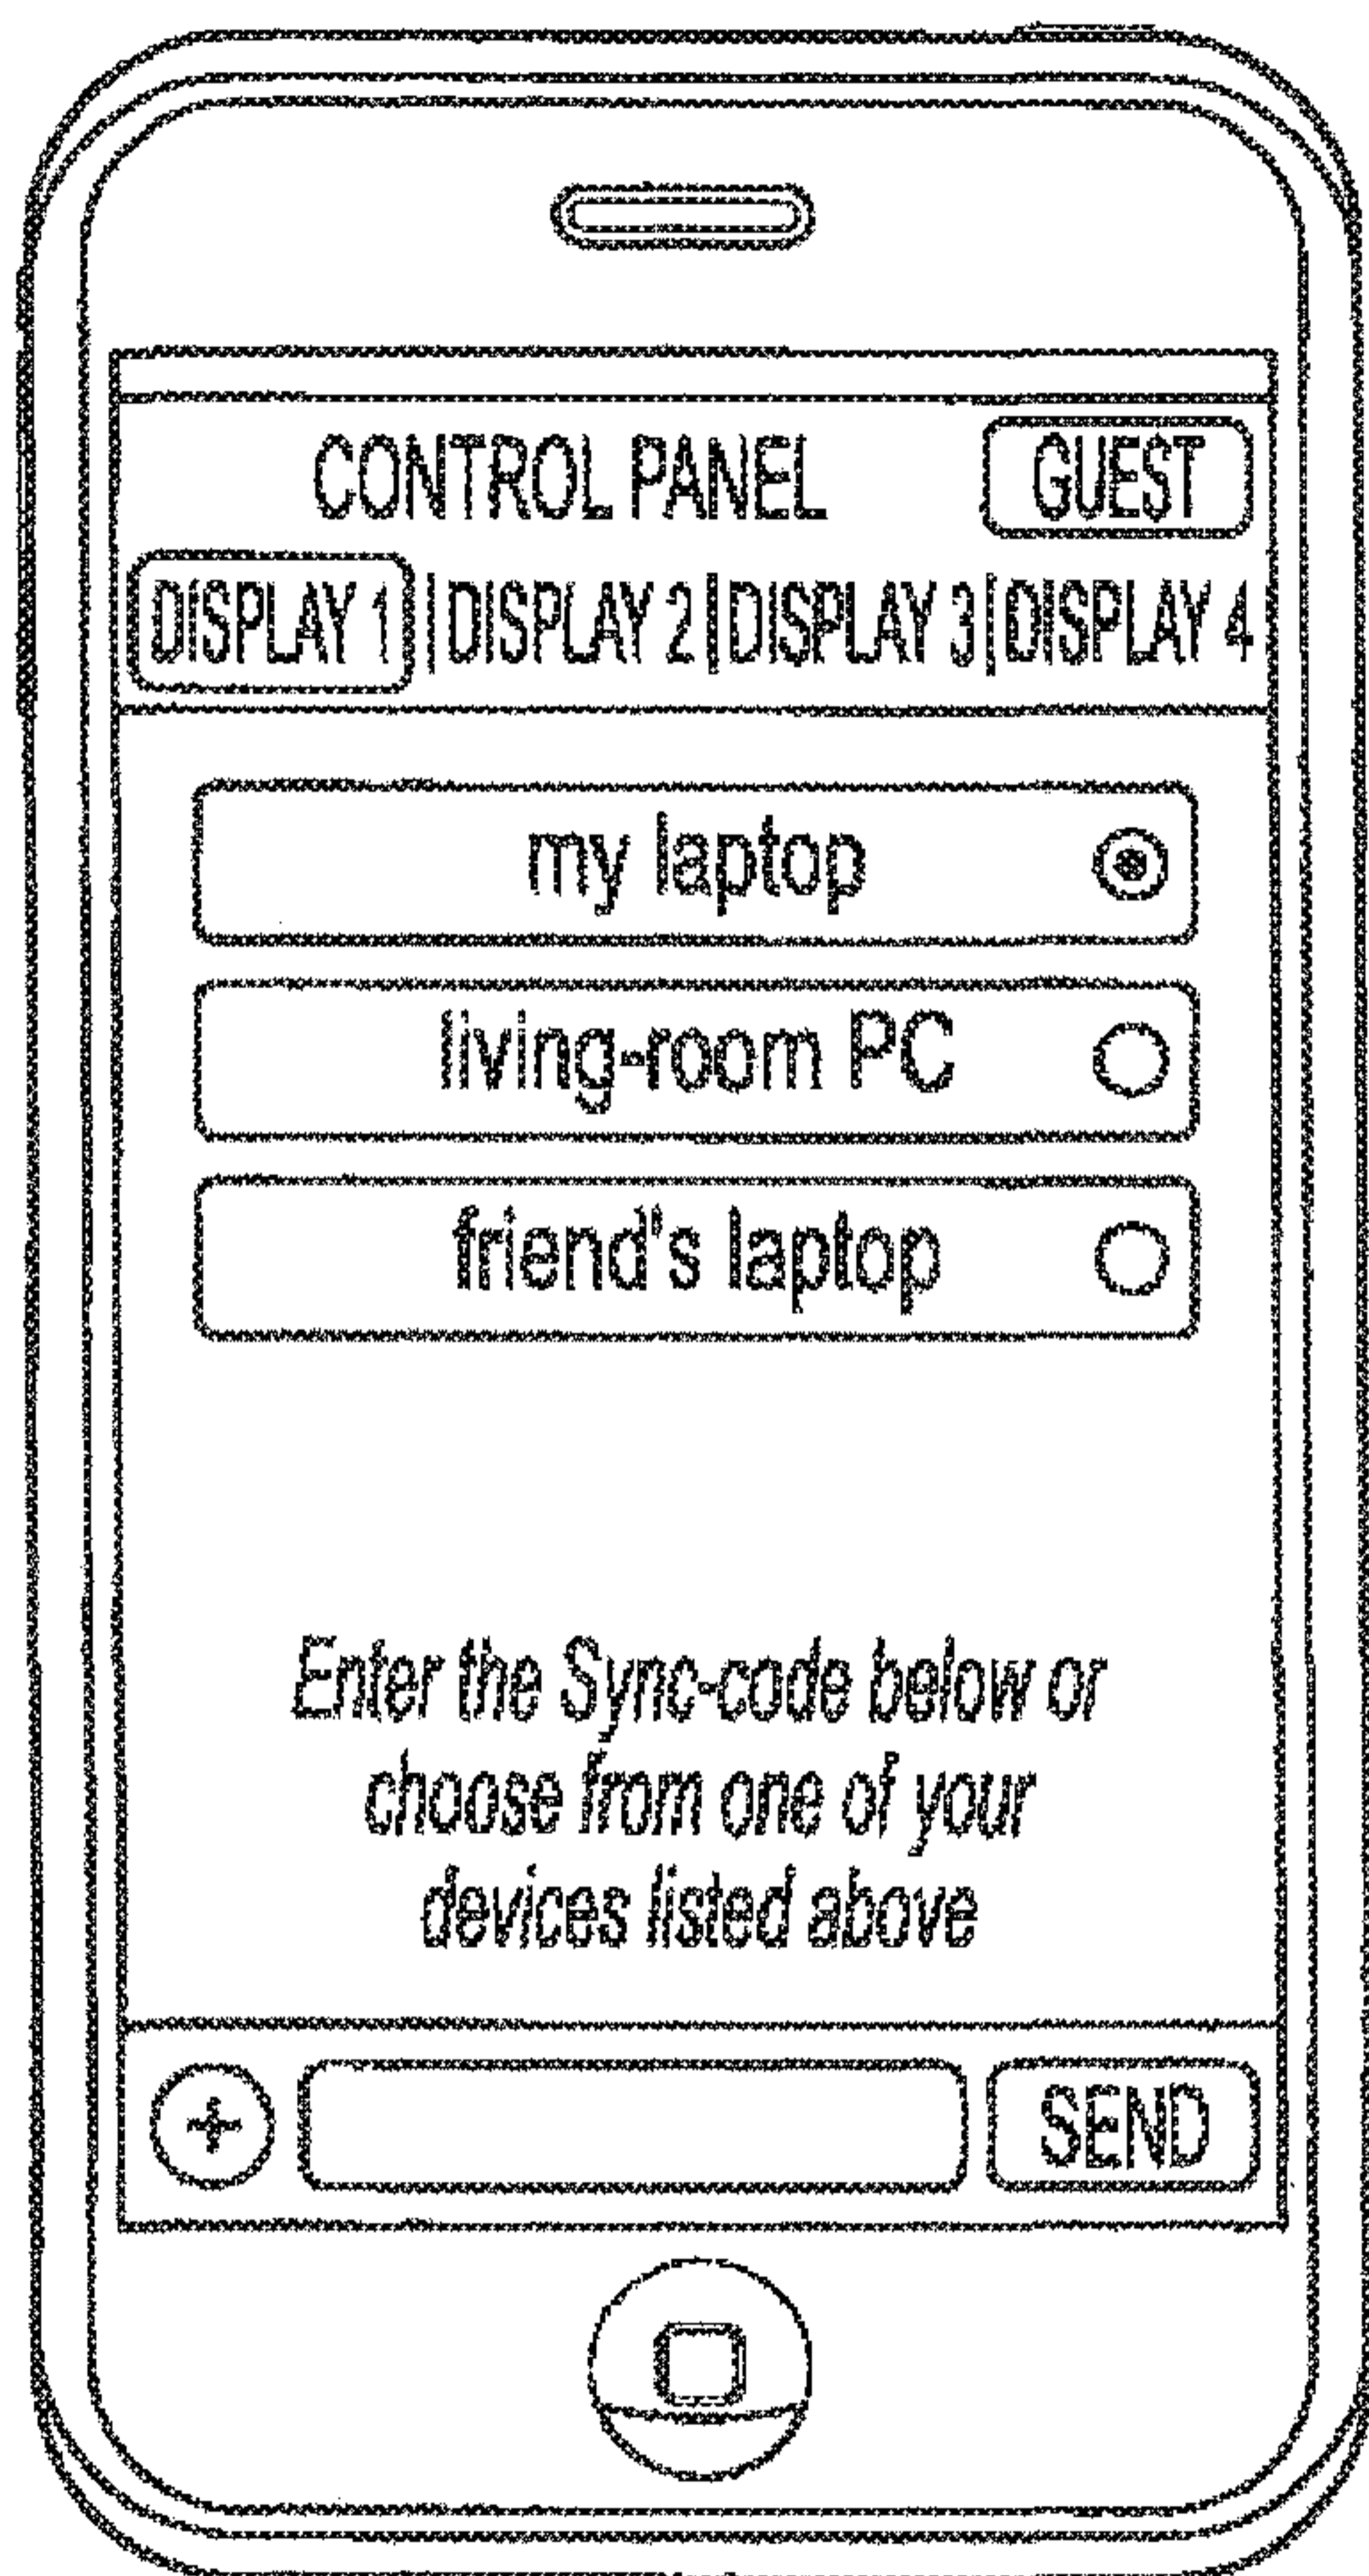 CONTROL PANEL GUEST
DISPLAY 1 | DISPLAY 2 | DISPLAY 3 | DISPLAY 4
my laptop
living-room PC
friend's laptop
Enter the Sync-code below or
choose from one of your
devices listed above
+ SEND